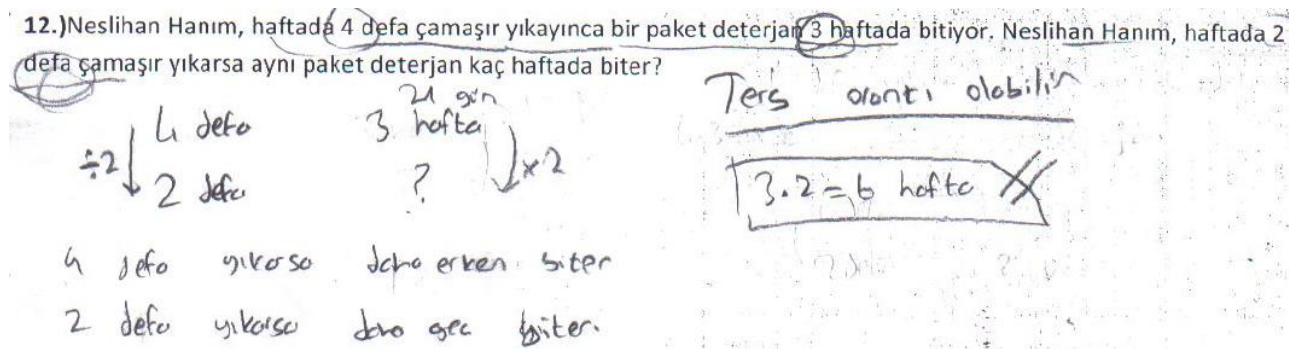 12.)Neslihan Hanım, haftada 4 defa çamaşır yıkayınca bir paket deterjan 3 haftada bitiyor. Neslihan Hanım, haftada 2
defa çamaşır yıkarsa aynı paket deterjan kaç haftada biter?
21 gün
4 defa 3 hafta
÷2 ×2
2 defa ?
4 defa yıkarsa daha erken biter
2 defa yıkarsa daha geç biter.
Ters orantı olabilir
3.2=6 hafta